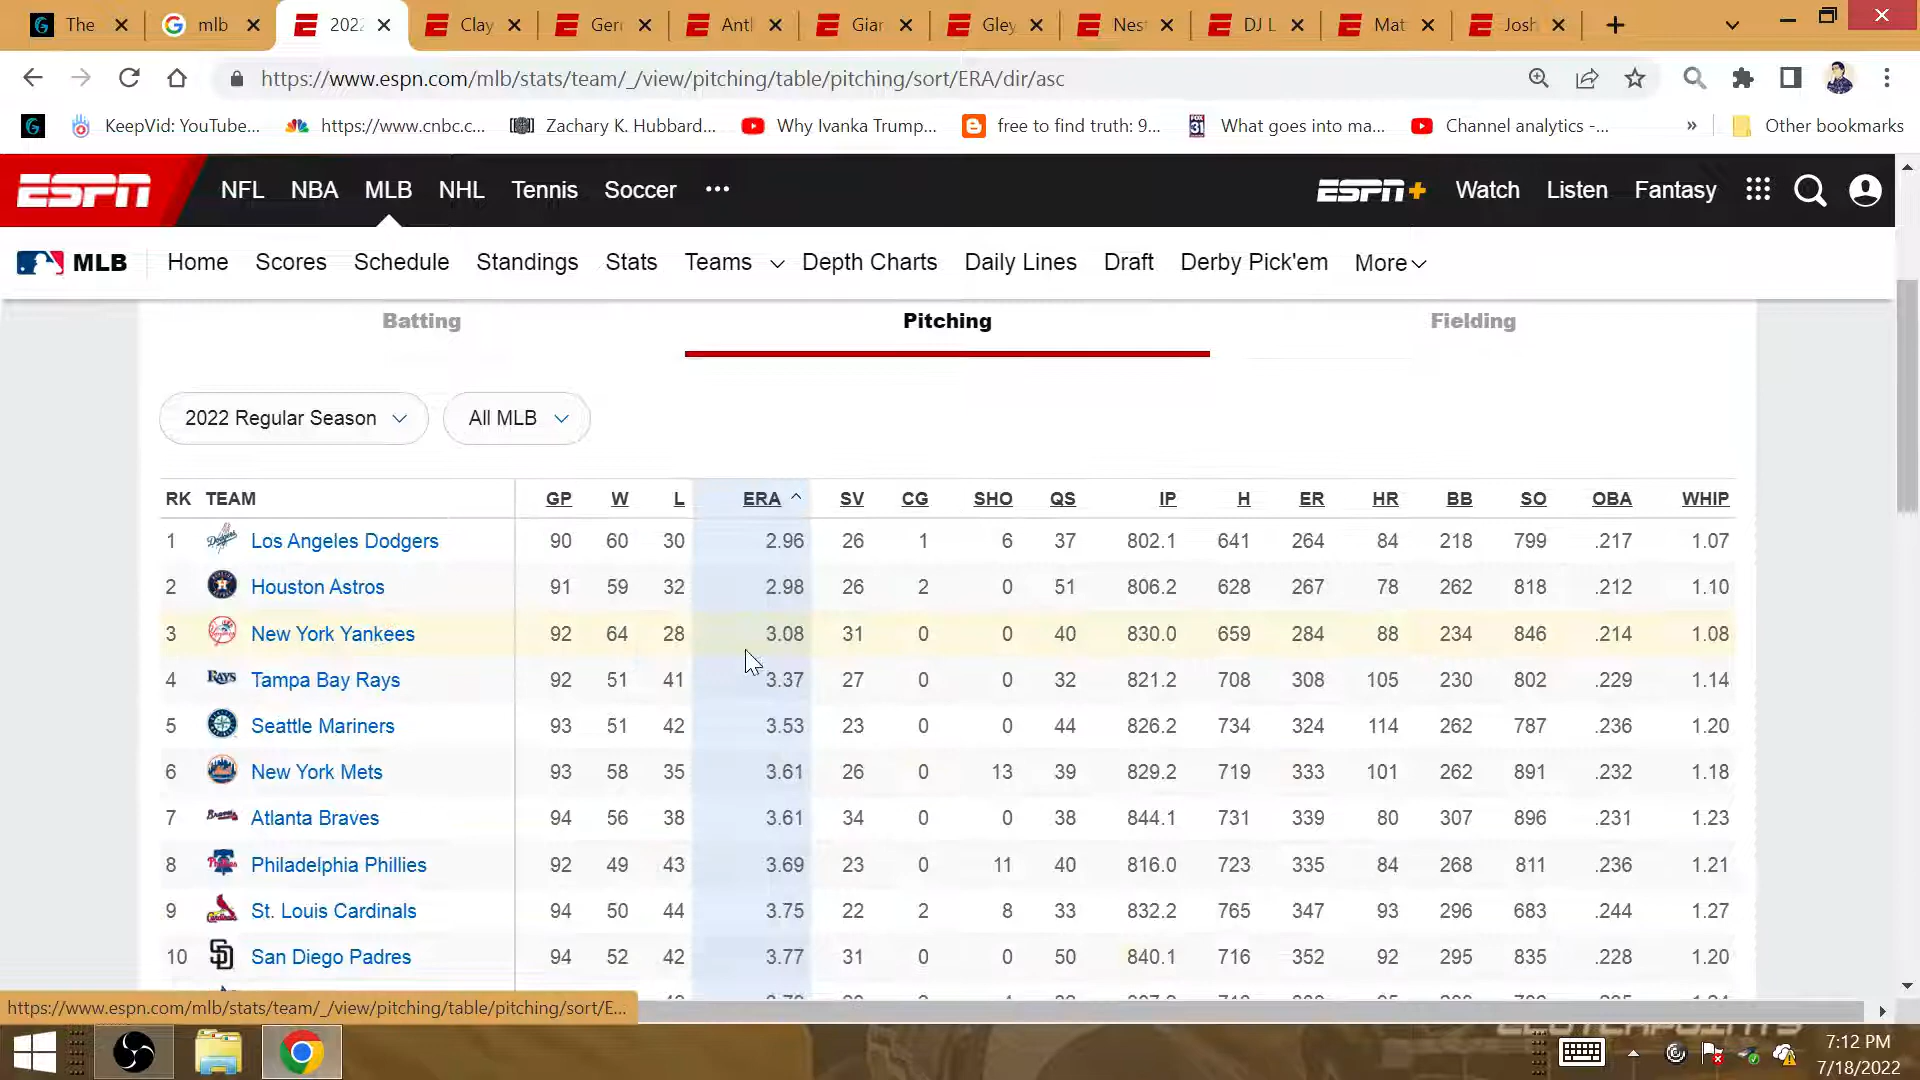 The mlb 2022 Clay Gerr Anth Giar Gley Nest DJ L Mat Josh
https://www.espn.com/mlb/stats/team/_/view/pitching/table/pitching/sort/ERA/dir/asc
KeepVid: YouTube... https://www.cnbc.c... Zachary K. Hubbard... Why Ivanka Trump... free to find truth: 9... What goes into ma... Channel analytics -... » Other bookmarks
ESPN NFL NBA MLB NHL Tennis Soccer ••• ESPN+ Watch Listen Fantasy
MLB Home Scores Schedule Standings Stats Teams Depth Charts Daily Lines Draft Derby Pick'em More
Batting Pitching Fielding
2022 Regular Season All MLB
RK TEAM GP W L ERA SV CG SHO QS IP H ER HR BB SO OBA WHIP
1 Los Angeles Dodgers 90 60 30 2.96 26 1 6 37 802.1 641 264 84 218 799 .217 1.07
2 Houston Astros 91 59 32 2.98 26 2 0 51 806.2 628 267 78 262 818 .212 1.10
3 New York Yankees 92 64 28 3.08 31 0 0 40 830.0 659 284 88 234 846 .214 1.08
4 Tampa Bay Rays 92 51 41 3.37 27 0 0 32 821.2 708 308 105 230 802 .229 1.14
5 Seattle Mariners 93 51 42 3.53 23 0 0 44 826.2 734 324 114 262 787 .236 1.20
6 New York Mets 93 58 35 3.61 26 0 13 39 829.2 719 333 101 262 891 .232 1.18
7 Atlanta Braves 94 56 38 3.61 34 0 0 38 844.1 731 339 80 307 896 .231 1.23
8 Philadelphia Phillies 92 49 43 3.69 23 0 11 40 816.0 723 335 84 268 811 .236 1.21
9 St. Louis Cardinals 94 50 44 3.75 22 2 8 33 832.2 765 347 93 296 683 .244 1.27
10 San Diego Padres 94 52 42 3.77 31 0 0 50 840.1 716 352 92 295 835 .228 1.20
https://www.espn.com/mlb/stats/team/_/view/pitching/table/pitching/sort/E...
7:12 PM
7/18/2022